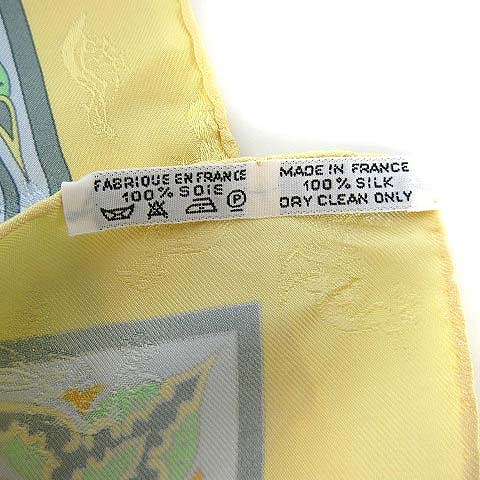 FABRIQUE EN FRANCE
100% SOIE
P
MADE IN FRANCE
100% SILK
DRY CLEAN ONLY